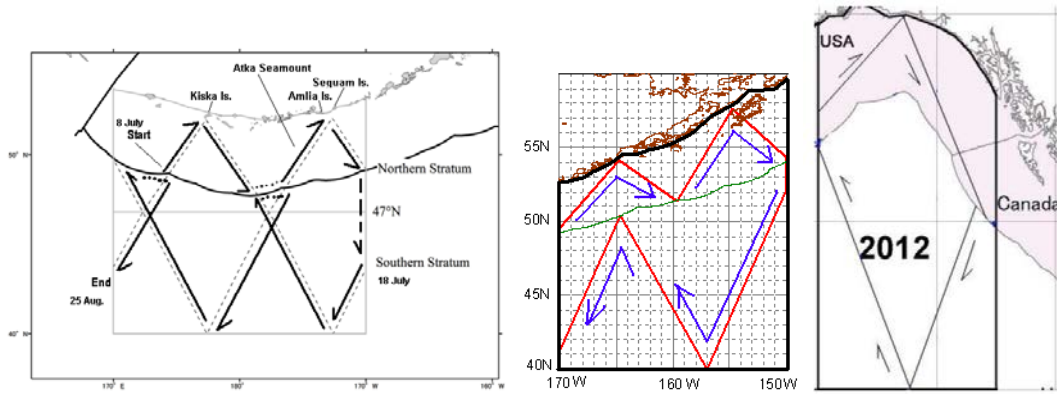 Atka Seamount
Sequam Is.
Kiska Is.
Amlia Is.
8 July
Start
50°
Northern Stratum
47°N
Southern Stratum
18 July
End
25 Aug.
40°
170° E
180°
170°
160° W
55N
50N
45N
40N
170 W
160 W
150 W
USA
Canada
2012